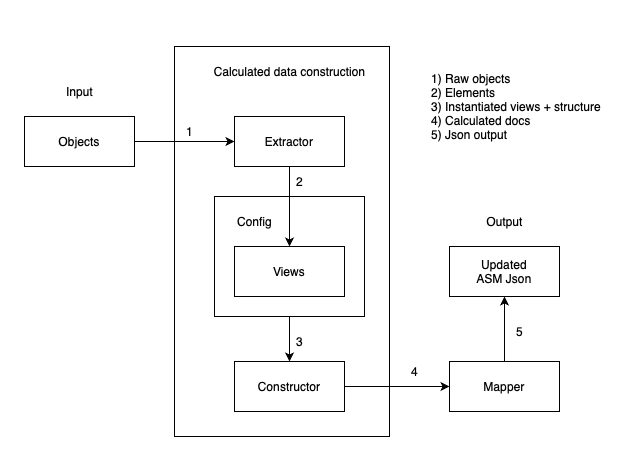 Calculated data construction
Input
Objects
1
Extractor
2
Config
Views
3
Constructor
4
1) Raw objects
2) Elements
3) Instantiated views + structure
4) Calculated docs
5) Json output
Output
Updated
ASM Json
5
Mapper